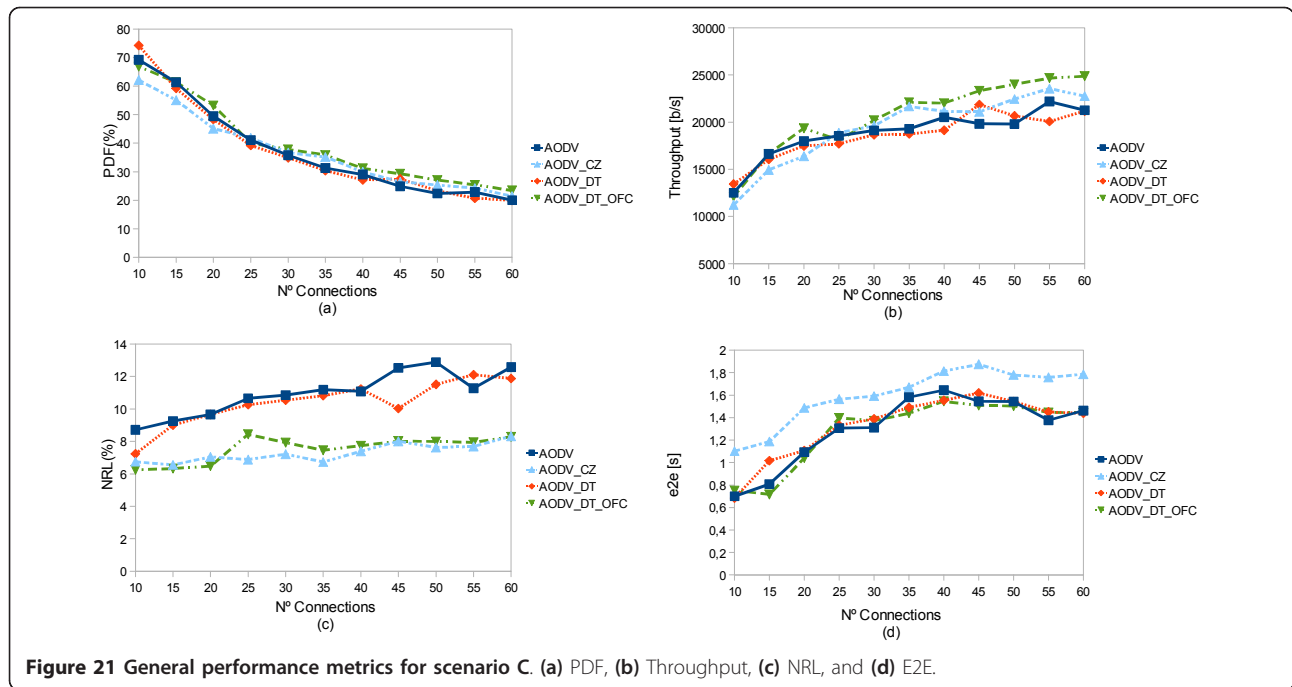 80
70
60
50
40
30
20
10
0
PDF(%)
10 15 20 25 30 35 40 45 50 55 60
Nº Connections
(a)
AODV
AODV_CZ
AODV_DT
AODV_DT_OFC
30000
25000
20000
15000
10000
5000
Throughput [b/s]
10 15 20 25 30 35 40 45 50 55 60
Nº Connections
(b)
AODV
AODV_CZ
AODV_DT
AODV_DT_OFC
14
12
10
8
6
4
2
0
NRL(%)
10 15 20 25 30 35 40 45 50 55 60
Nº Connections
(c)
AODV
AODV_CZ
AODV_DT
AODV_DT_OFC
2
1,8
1,6
1,4
1,2
1
0,8
0,6
0,4
0,2
0
e2e [s]
10 15 20 25 30 35 40 45 50 55 60
Nº Connections
(d)
AODV
AODV_CZ
AODV_DT
AODV_DT_OFC
Figure 21 General performance metrics for scenario C. (a) PDF, (b) Throughput, (c) NRL, and (d) E2E.